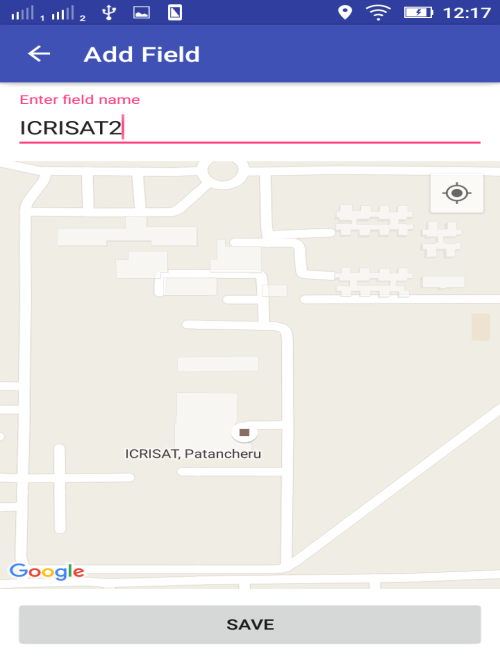 1 2 12:17
Add Field
Enter field name
ICRISAT2
ICRISAT, Patancheru
Google
SAVE